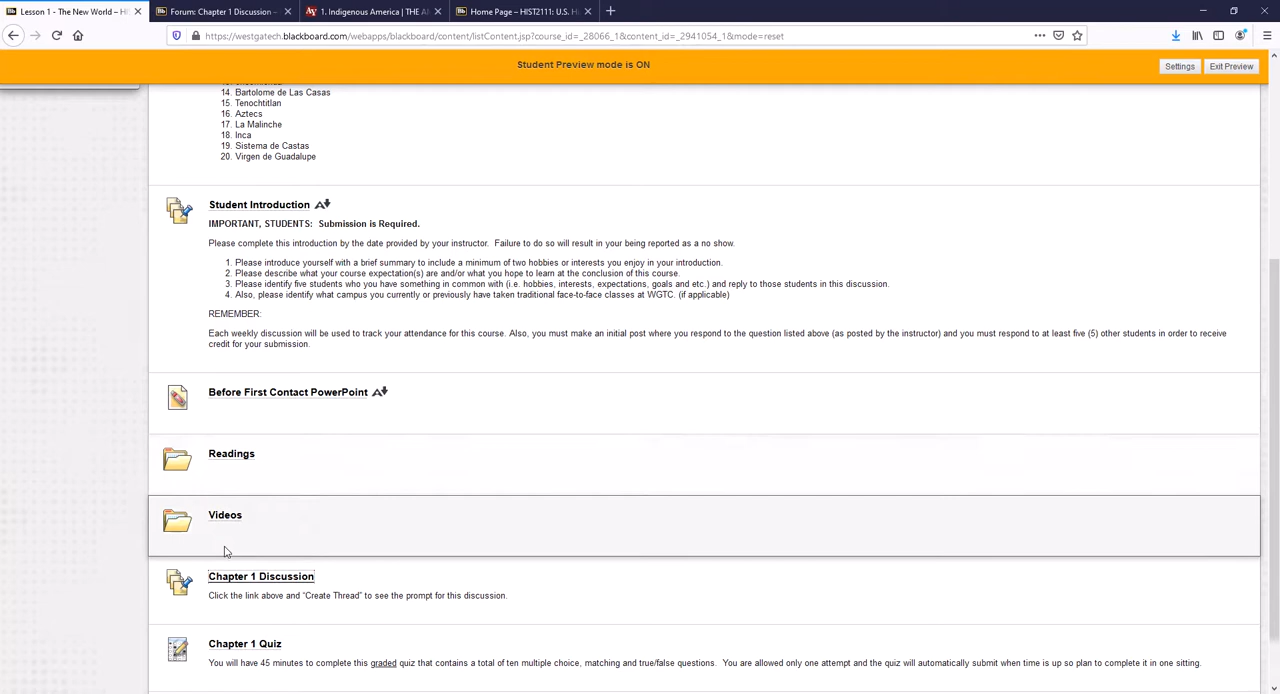 Lesson 1 - The New World – HI
Forum: Chapter 1 Discussion –
1. Indigenous America | THE AM
Home Page – HIST2111: U.S. H
https://westgatech.blackboard.com/webapps/blackboard/content/listContent.jsp?course_id=_28066_1&content_id=_2941054_1&mode=reset
Student Preview mode is ON
Settings
Exit Preview
14. Bartolome de Las Casas
15. Tenochtitlan
16. Aztecs
17. La Malinche
18. Inca
19. Sistema de Castas
20. Virgen de Guadalupe
Student Introduction
IMPORTANT, STUDENTS: Submission is Required.
Please complete this introduction by the date provided by your instructor. Failure to do so will result in your being reported as a no show.
1. Please introduce yourself with a brief summary to include a minimum of two hobbies or interests you enjoy in your introduction.
2. Please describe what your course expectation(s) are and/or what you hope to learn at the conclusion of this course.
3. Please identify five students who you have something in common with (i.e. hobbies, interests, expectations, goals and etc.) and reply to those students in this discussion.
4. Also, please identify what campus you currently or previously have taken traditional face-to-face classes at WGTC. (if applicable)
REMEMBER:
Each weekly discussion will be used to track your attendance for this course. Also, you must make an initial post where you respond to the question listed above (as posted by the instructor) and you must respond to at least five (5) other students in order to receive
credit for your submission.
Before First Contact PowerPoint
Readings
Videos
Chapter 1 Discussion
Click the link above and "Create Thread" to see the prompt for this discussion.
Chapter 1 Quiz
You will have 45 minutes to complete this graded quiz that contains a total of ten multiple choice, matching and true/false questions. You are allowed only one attempt and the quiz will automatically submit when time is up so plan to complete it in one sitting.